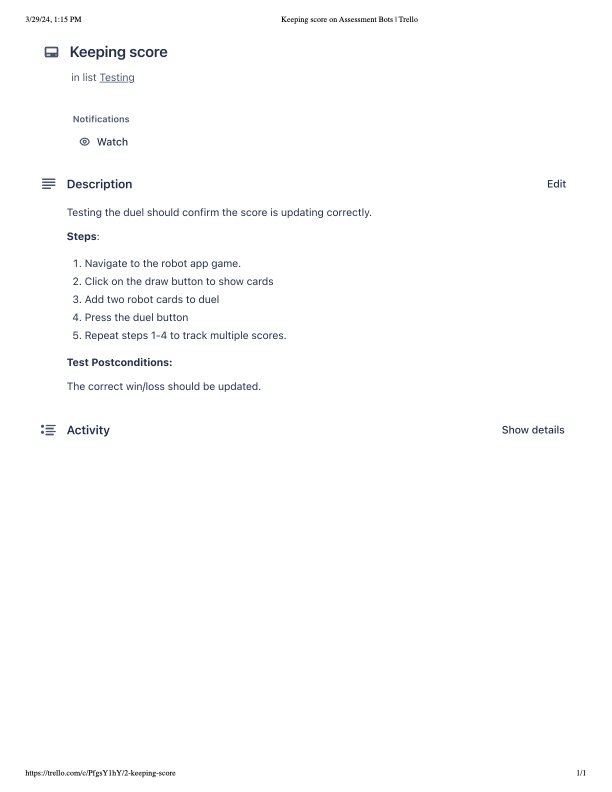 3/29/24, 1:15 PM Keeping score on Assessment Bots | Trello
Keeping score
in list Testing
Notifications
Watch
Description Edit
Testing the duel should confirm the score is updating correctly.
Steps:
1. Navigate to the robot app game.
2. Click on the draw button to show cards
3. Add two robot cards to duel
4. Press the duel button
5. Repeat steps 1-4 to track multiple scores.
Test Postconditions:
The correct win/loss should be updated.
Activity Show details
https://trello.com/c/PfgsY1hY/2-keeping-score 1/1